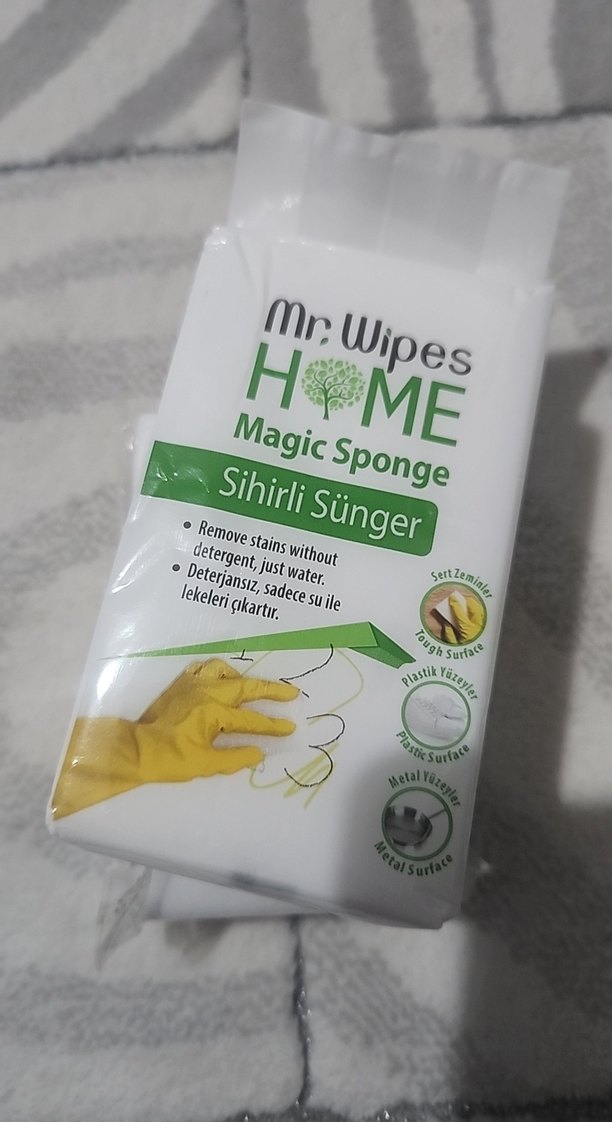 Mr. Wipes
HOME
Magic Sponge
Sihirli Sünger
• Remove stains without
detergent, just water.
• Deterjansız, sadece su ile
lekeleri çıkartır.
Sert Zeminler
Tough Surface
Plastik Yüzeyler
Plastic Surface
Metal Yüzeyler
Metal Surface